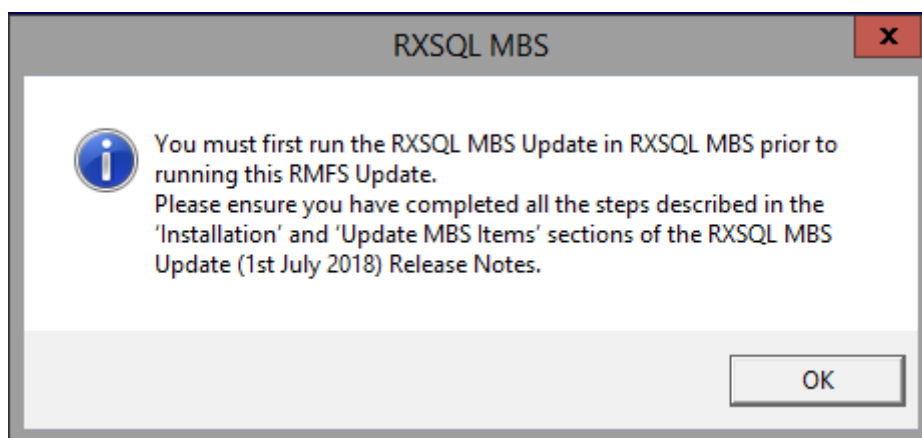 RXSQL MBS
x
You must first run the RXSQL MBS Update in RXSQL MBS prior to
running this RMFS Update.
Please ensure you have completed all the steps described in the
‘Installation’ and ‘Update MBS Items’ sections of the RXSQL MBS
Update (1st July 2018) Release Notes.
OK